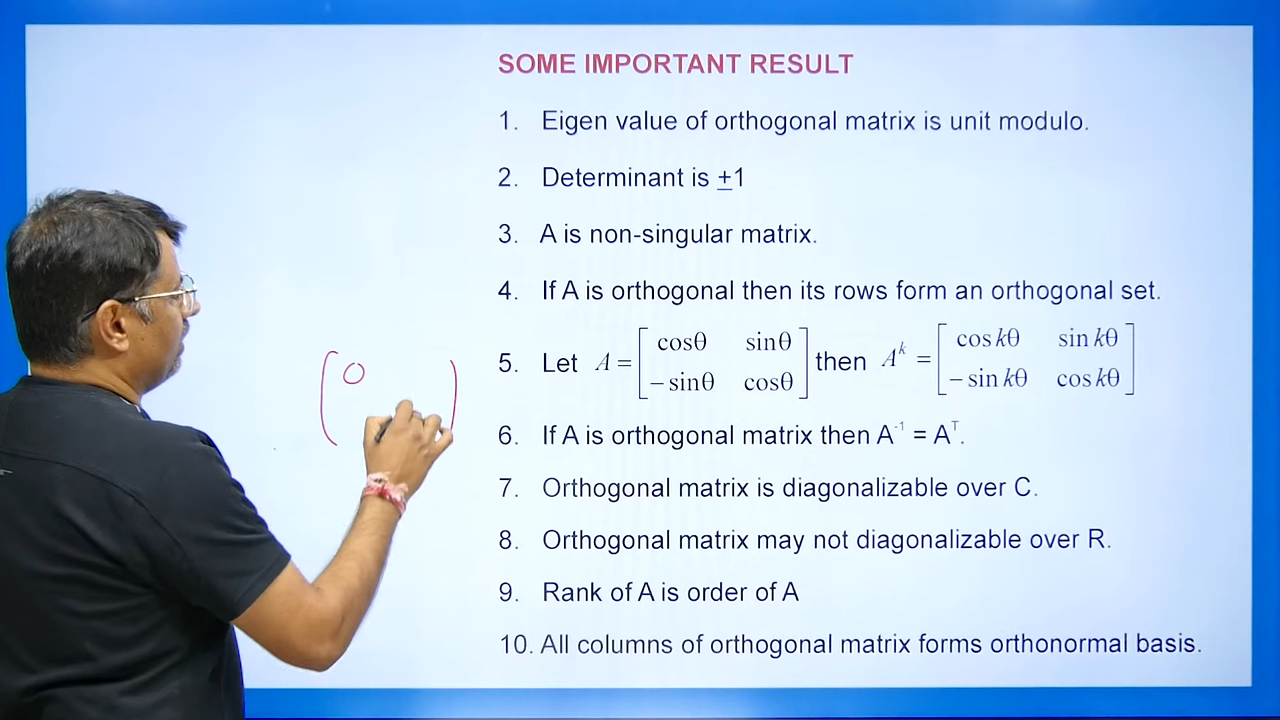 SOME IMPORTANT RESULT
1. Eigen value of orthogonal matrix is unit modulo.
2. Determinant is ±1
3. A is non-singular matrix.
4. If A is orthogonal then its rows form an orthogonal set.
5. Let A = [cosθ sinθ; −sinθ cosθ] then Aᵏ = [cos kθ sin kθ; −sin kθ cos kθ]
6. If A is orthogonal matrix then A⁻¹ = Aᵀ.
7. Orthogonal matrix is diagonalizable over C.
8. Orthogonal matrix may not diagonalizable over R.
9. Rank of A is order of A
10. All columns of orthogonal matrix forms orthonormal basis.
( 0 )